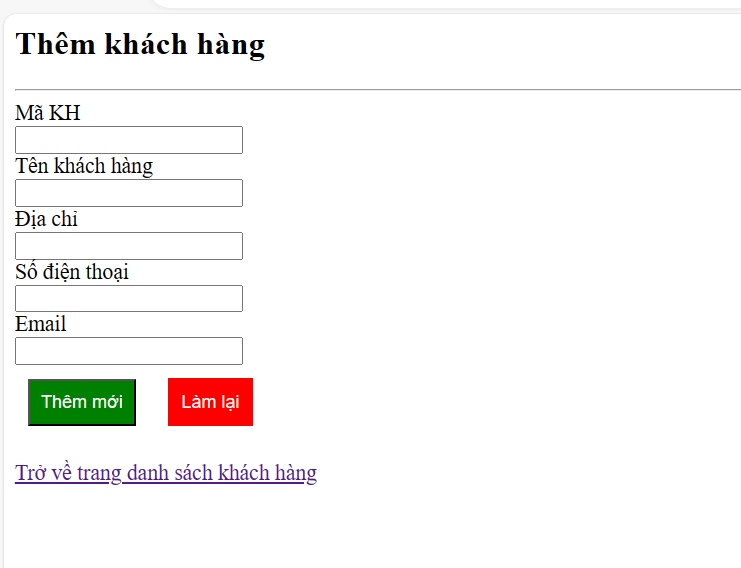 Thêm khách hàng
Mã KH
Tên khách hàng
Địa chỉ
Số điện thoại
Email
Thêm mới Làm lại
Trở về trang danh sách khách hàng